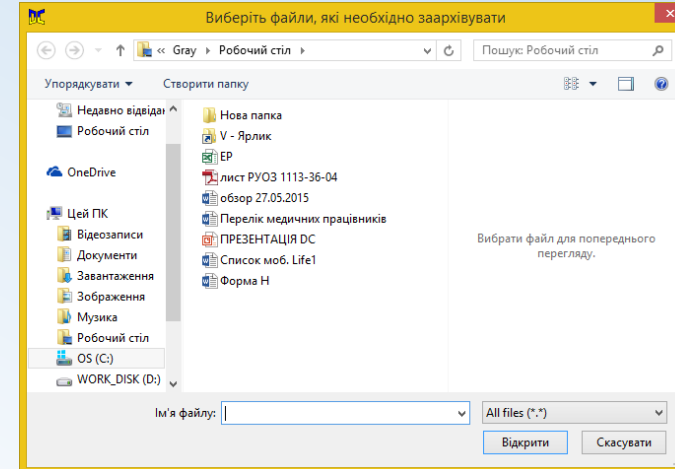 Виберіть файли, які необхідно заархівувати
« Gray Робочий стіл
Пошук: Робочий стіл
Упорядкувати Створити папку
Недавно відвідан
Робочий стіл
OneDrive
Цей ПК
Відеозаписи
Документи
Завантаження
Зображення
Музика
Робочий стіл
OS (C:)
WORK_DISK (D:)
Нова папка
V - Ярлик
EP
лист РУОЗ 1113-36-04
обзор 27.05.2015
Перелік медичних працівників
ПРЕЗЕНТАЦІЯ DC
Список моб. Life1
Форма Н
Вибрати файл для попереднього
перегляду.
Ім'я файлу:
All files (*.*)
Відкрити
Скасувати